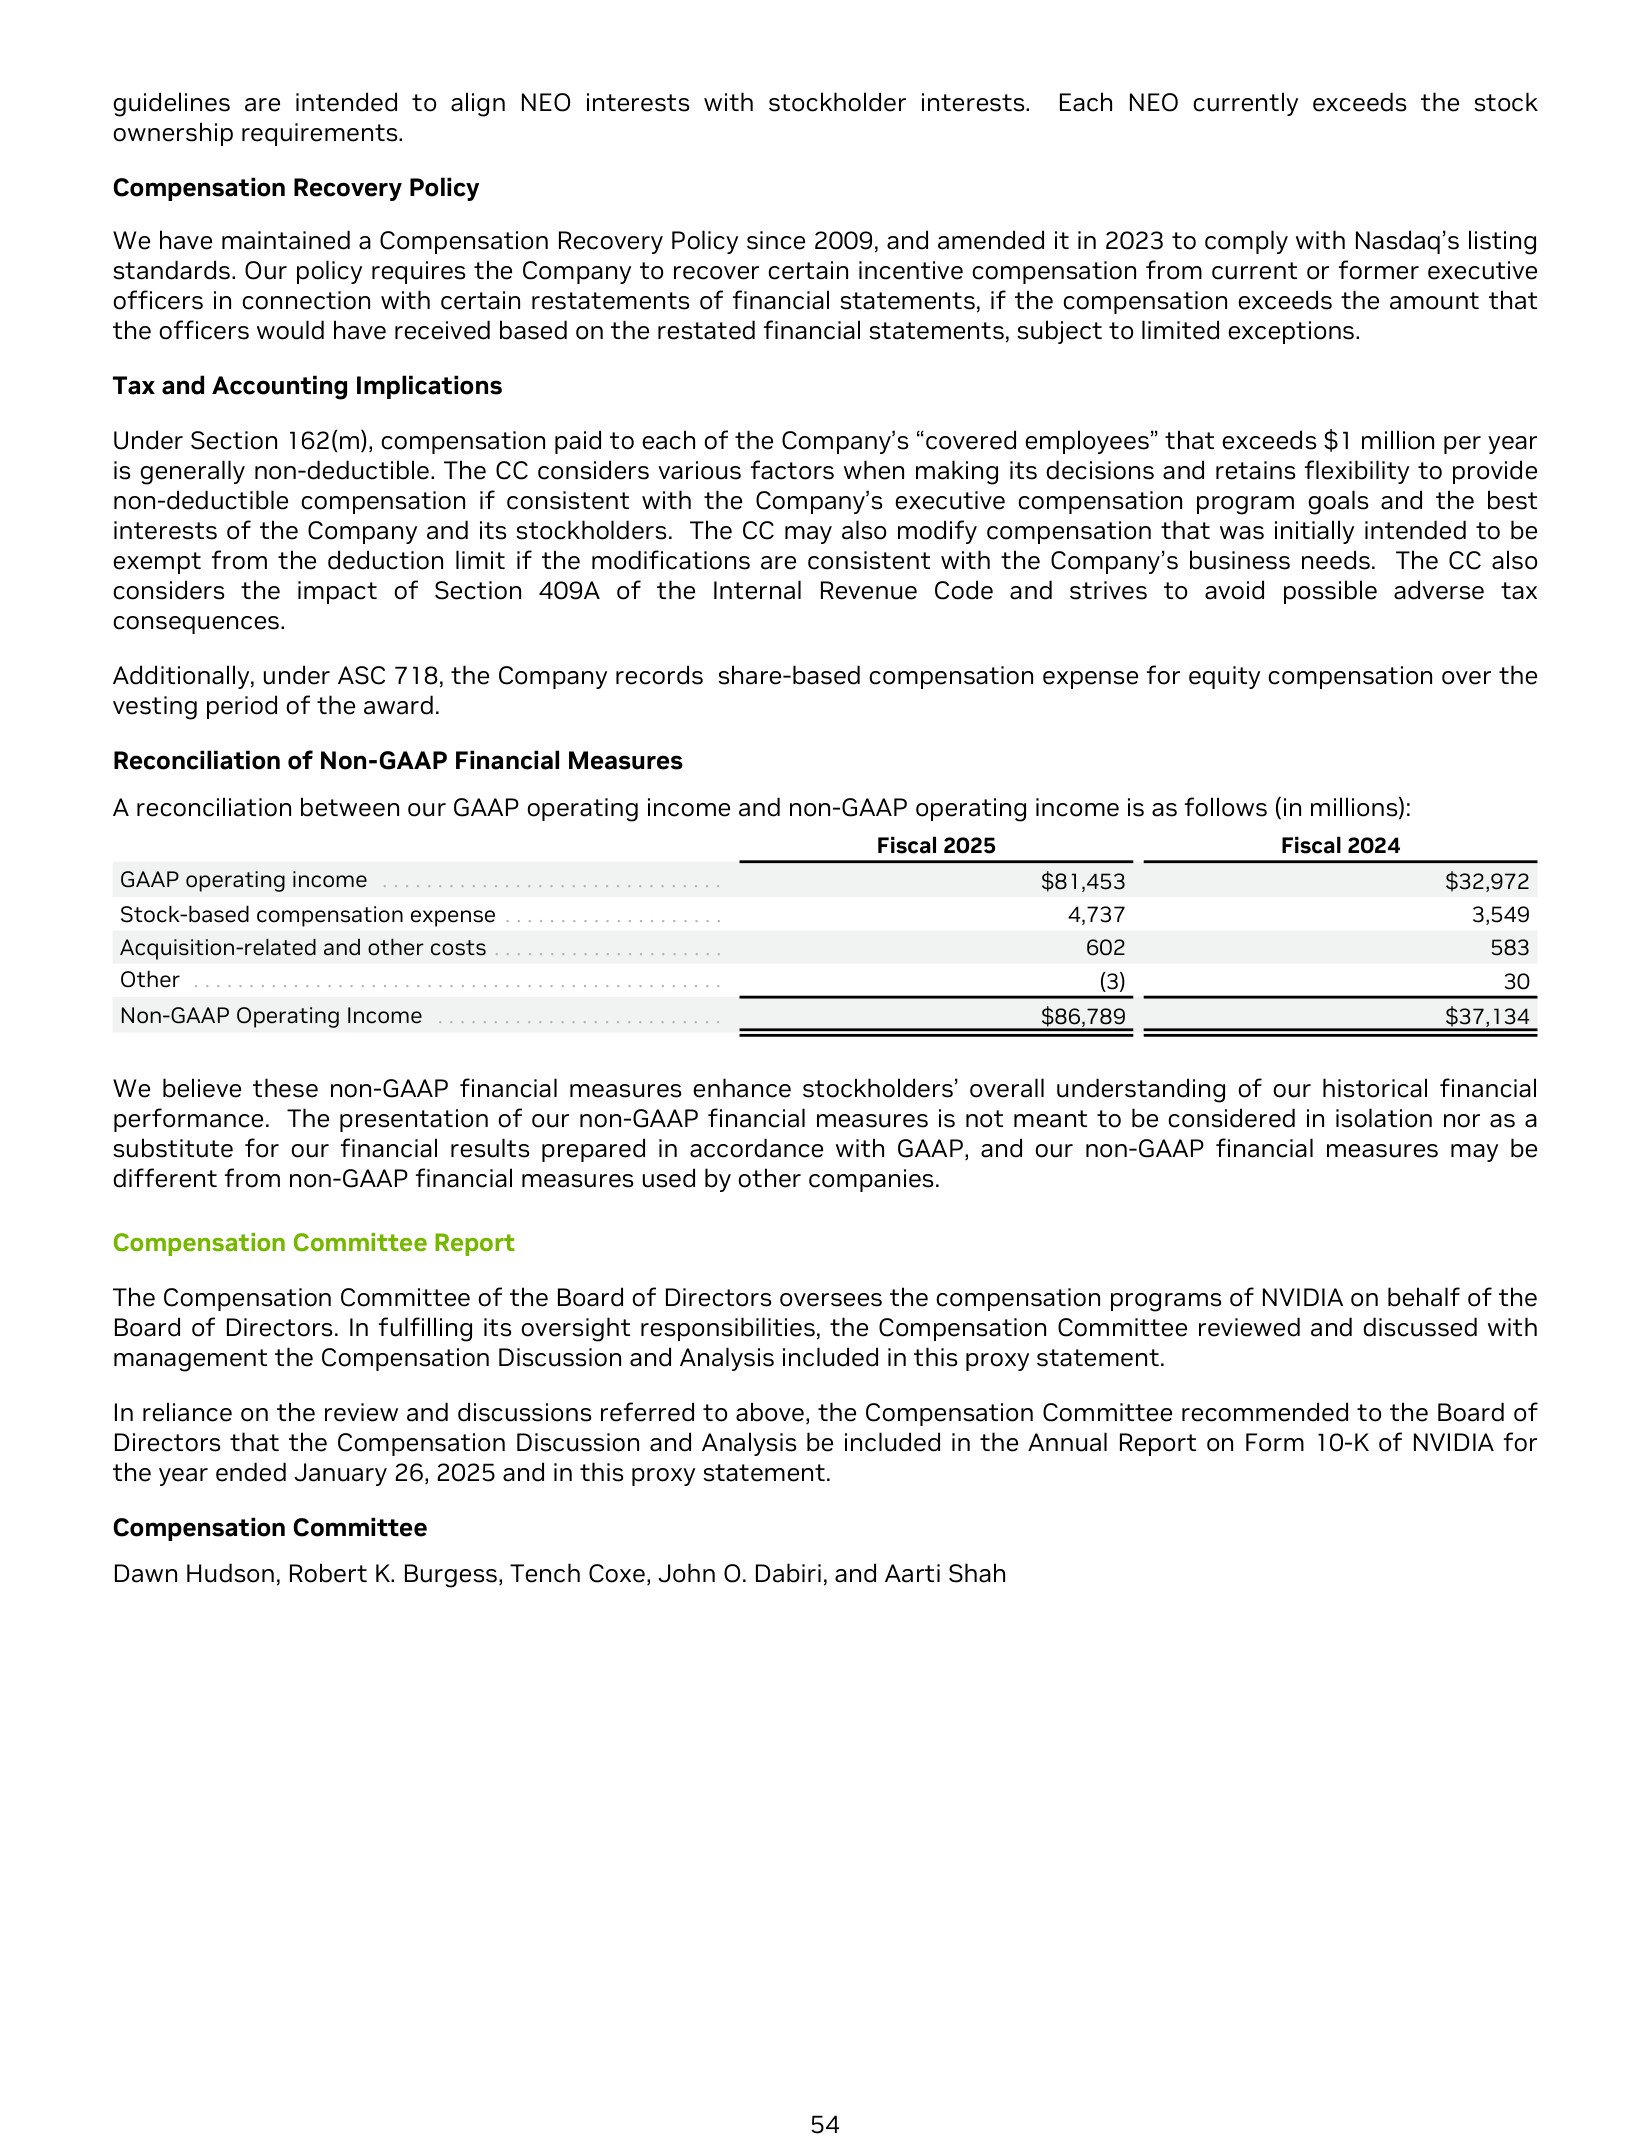 guidelines are intended to align NEO interests with stockholder interests. Each NEO currently exceeds the stock
ownership requirements.
Compensation Recovery Policy
We have maintained a Compensation Recovery Policy since 2009, and amended it in 2023 to comply with Nasdaq’s listing
standards. Our policy requires the Company to recover certain incentive compensation from current or former executive
officers in connection with certain restatements of financial statements, if the compensation exceeds the amount that
the officers would have received based on the restated financial statements, subject to limited exceptions.
Tax and Accounting Implications
Under Section 162(m), compensation paid to each of the Company’s “covered employees” that exceeds $1 million per year
is generally non-deductible. The CC considers various factors when making its decisions and retains flexibility to provide
non-deductible compensation if consistent with the Company’s executive compensation program goals and the best
interests of the Company and its stockholders. The CC may also modify compensation that was initially intended to be
exempt from the deduction limit if the modifications are consistent with the Company’s business needs. The CC also
considers the impact of Section 409A of the Internal Revenue Code and strives to avoid possible adverse tax
consequences.
Additionally, under ASC 718, the Company records share-based compensation expense for equity compensation over the
vesting period of the award.
Reconciliation of Non-GAAP Financial Measures
A reconciliation between our GAAP operating income and non-GAAP operating income is as follows (in millions):
Fiscal 2025 Fiscal 2024
GAAP operating income $81,453 $32,972
Stock-based compensation expense 4,737 3,549
Acquisition-related and other costs 602 583
Other (3) 30
Non-GAAP Operating Income $86,789 $37,134
We believe these non-GAAP financial measures enhance stockholders’ overall understanding of our historical financial
performance. The presentation of our non-GAAP financial measures is not meant to be considered in isolation nor as a
substitute for our financial results prepared in accordance with GAAP, and our non-GAAP financial measures may be
different from non-GAAP financial measures used by other companies.
Compensation Committee Report
The Compensation Committee of the Board of Directors oversees the compensation programs of NVIDIA on behalf of the
Board of Directors. In fulfilling its oversight responsibilities, the Compensation Committee reviewed and discussed with
management the Compensation Discussion and Analysis included in this proxy statement.
In reliance on the review and discussions referred to above, the Compensation Committee recommended to the Board of
Directors that the Compensation Discussion and Analysis be included in the Annual Report on Form 10-K of NVIDIA for
the year ended January 26, 2025 and in this proxy statement.
Compensation Committee
Dawn Hudson, Robert K. Burgess, Tench Coxe, John O. Dabiri, and Aarti Shah
54